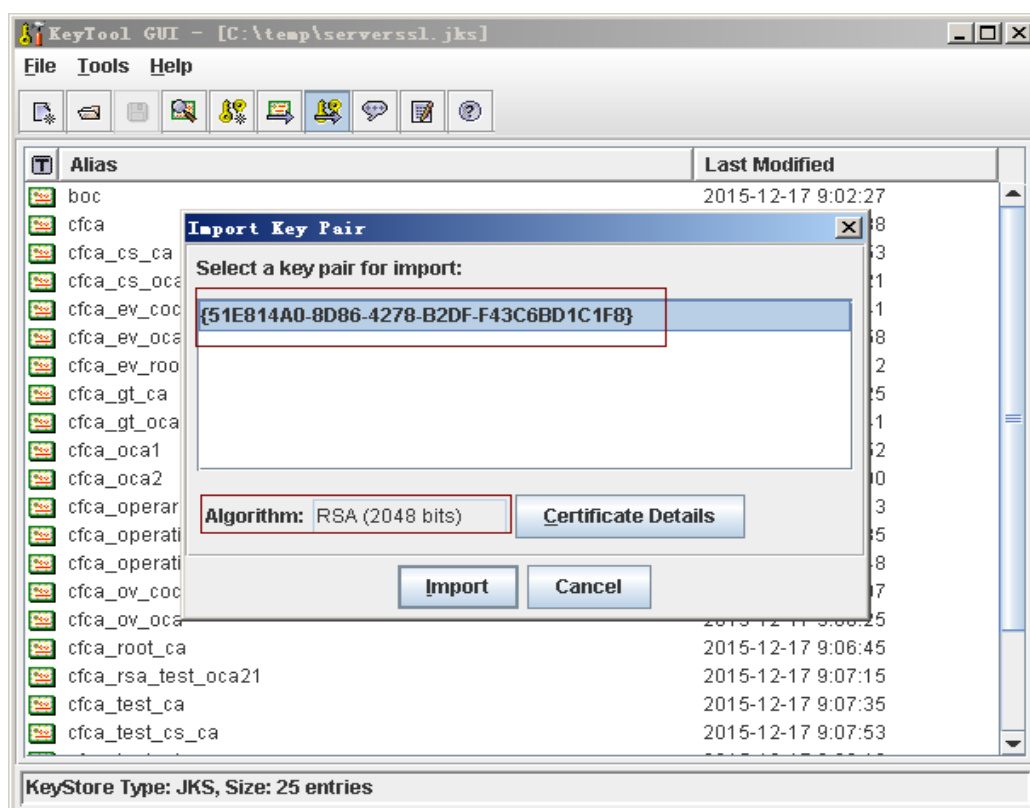 KeyTool GUI - [C:\temp\serverssl.jks]
File Tools Help
T Alias Last Modified
boc 2015-12-17 9:02:27
cfca
cfca_cs_ca
cfca_cs_oca
cfca_ev_coc
cfca_ev_oca
cfca_ev_roo
cfca_gt_ca
cfca_gt_oca
cfca_oca1
cfca_oca2
cfca_operar
cfca_operati
cfca_operati
cfca_ov_coc
cfca_ov_oca
cfca_root_ca 2015-12-17 9:06:45
cfca_rsa_test_oca21 2015-12-17 9:07:15
cfca_test_ca 2015-12-17 9:07:35
cfca_test_cs_ca 2015-12-17 9:07:53
Import Key Pair
Select a key pair for import:
{51E814A0-8D86-4278-B2DF-F43C6BD1C1F8}
Algorithm: RSA (2048 bits) Certificate Details
Import Cancel
KeyStore Type: JKS, Size: 25 entries